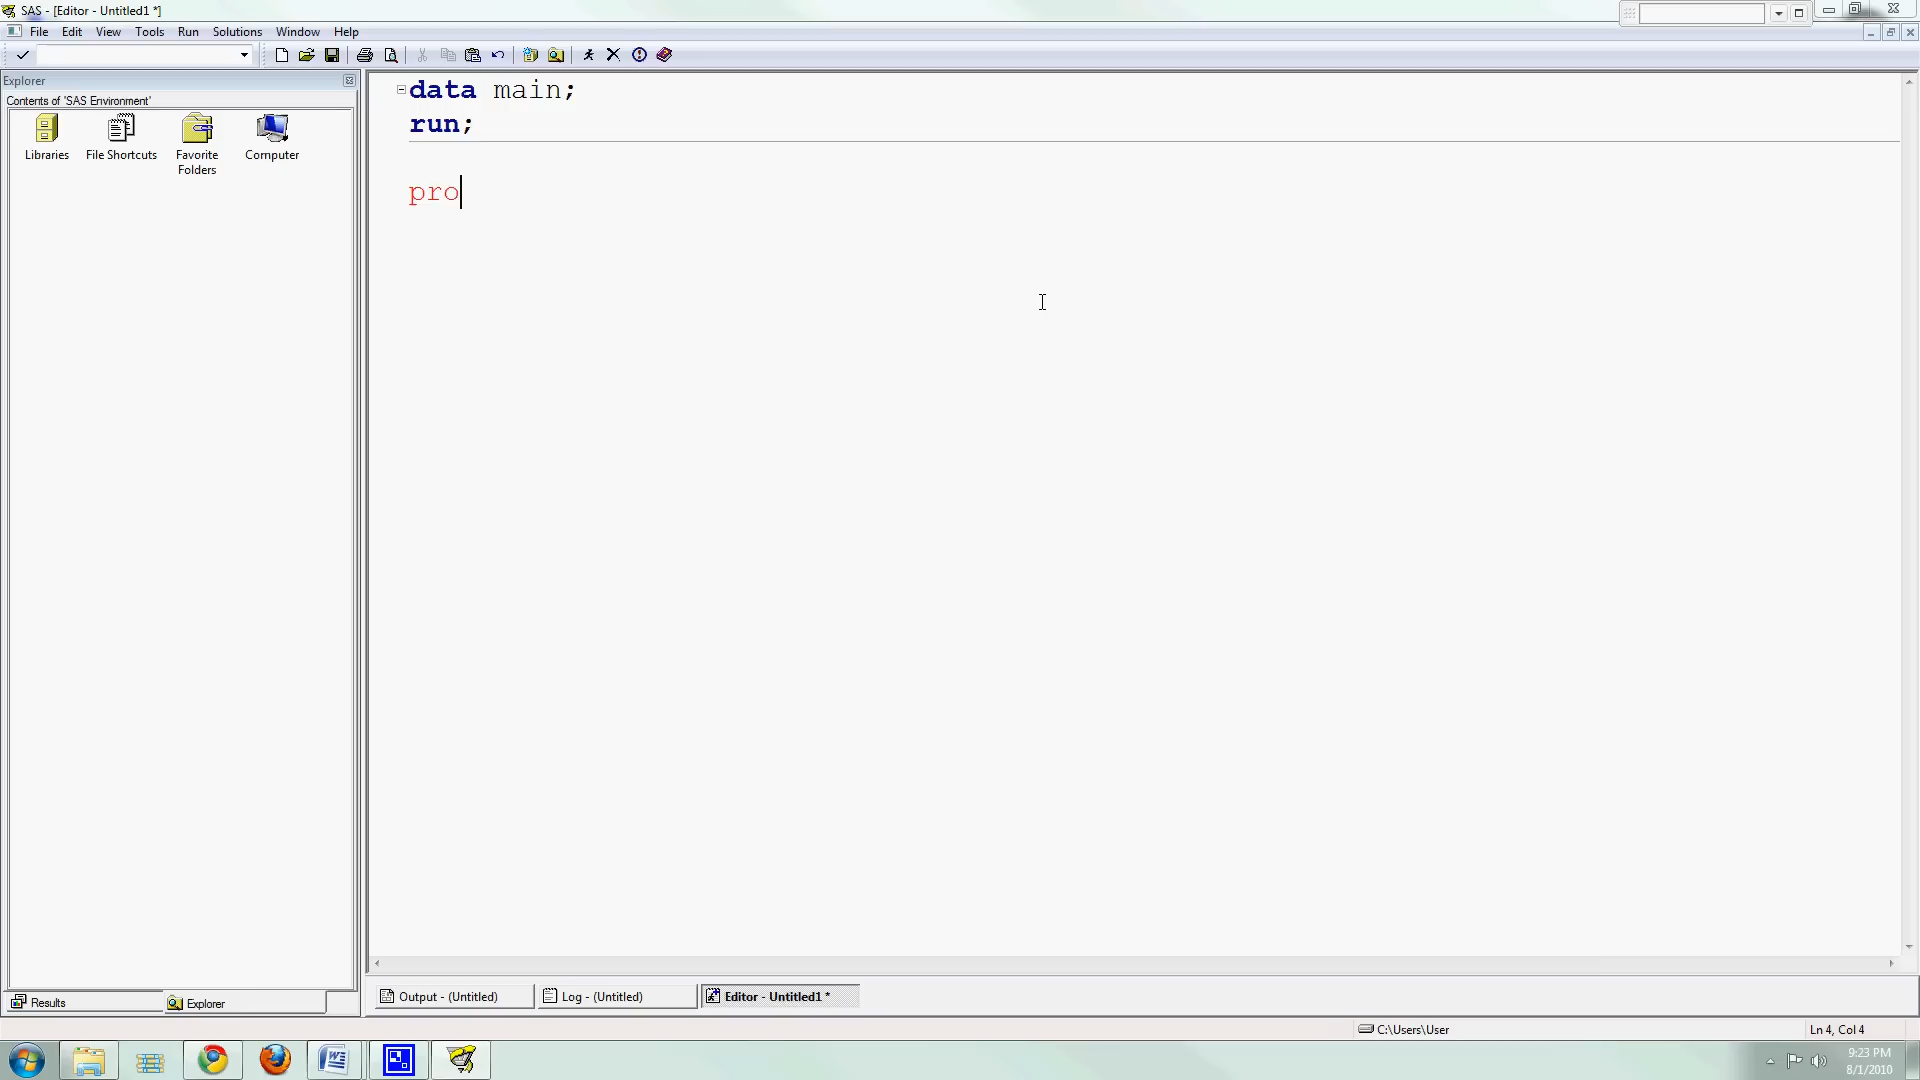 SAS - [Editor - Untitled1 *]
File Edit View Tools Run Solutions Window Help
Explorer
Contents of 'SAS Environment'
Libraries
File Shortcuts
Favorite Folders
Computer
data main;
run;
pro
Results
Explorer
Output - (Untitled)
Log - (Untitled)
Editor - Untitled1 *
C:\Users\User
Ln 4, Col 4
9:23 PM
8/1/2010